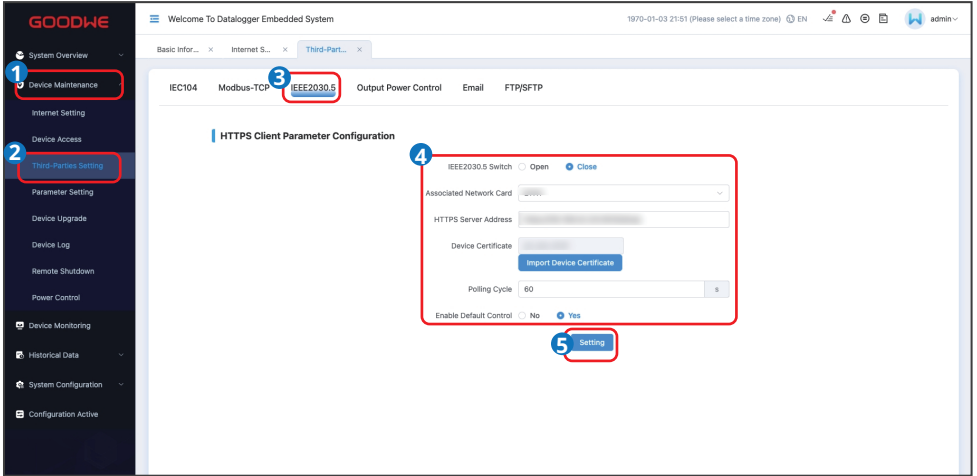 GOODWE
Welcome To Datalogger Embedded System
1970-01-03 21:51 (Please select a time zone) EN
admin
Basic Infor... × Internet S... × Third-Part... ×
System Overview
1
Device Maintenance
Internet Setting
Device Access
2
Third-Parties Setting
Parameter Setting
Device Upgrade
Device Log
Remote Shutdown
Power Control
Device Monitoring
Historical Data
System Configuration
Configuration Active
3
IEC104 Modbus-TCP IEEE2030.5 Output Power Control Email FTP/SFTP
HTTPS Client Parameter Configuration
4
IEEE2030.5 Switch Open Close
Associated Network Card
HTTPS Server Address
Device Certificate
Import Device Certificate
Polling Cycle 60 s
Enable Default Control No Yes
5
Setting